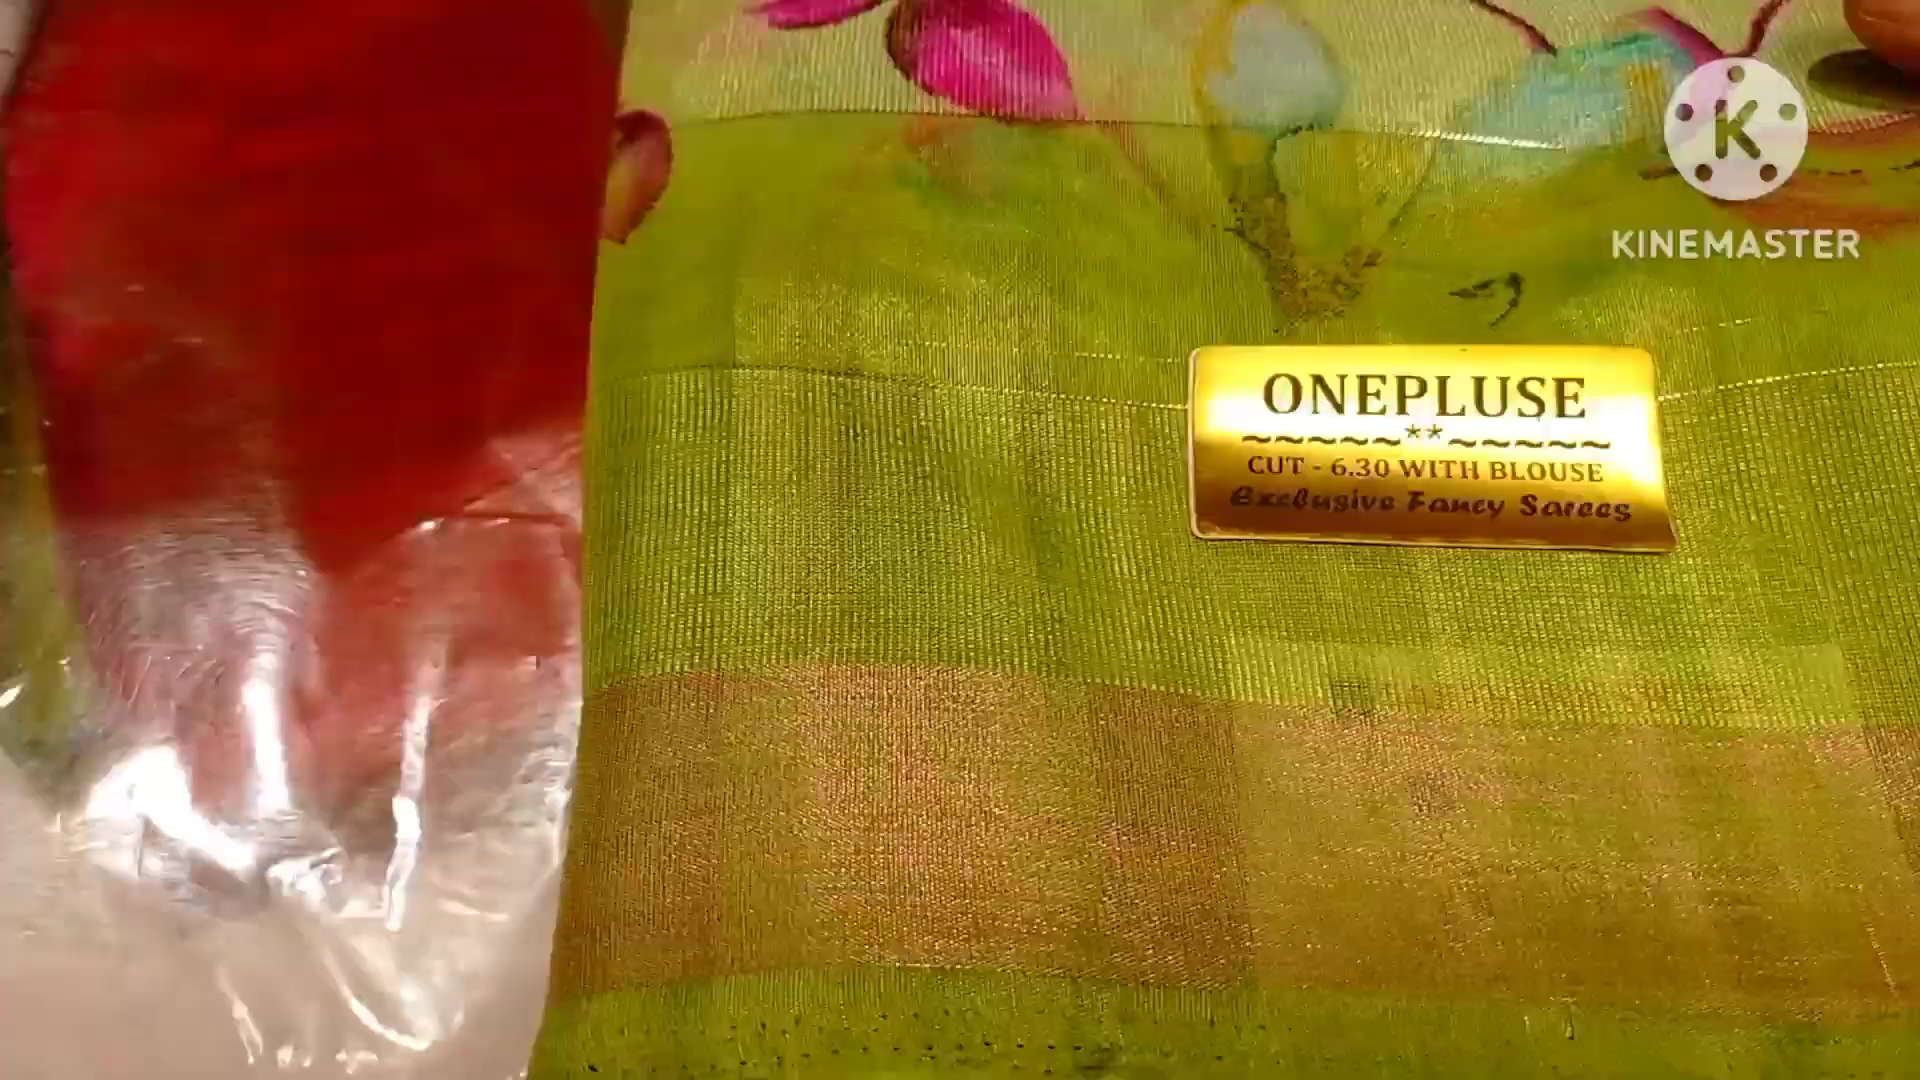 K
KINEMASTER
ONEPLUSE
~~~~~**~~~~~
CUT - 6.30 WITH BLOUSE
Exclusive Fancy Sarees